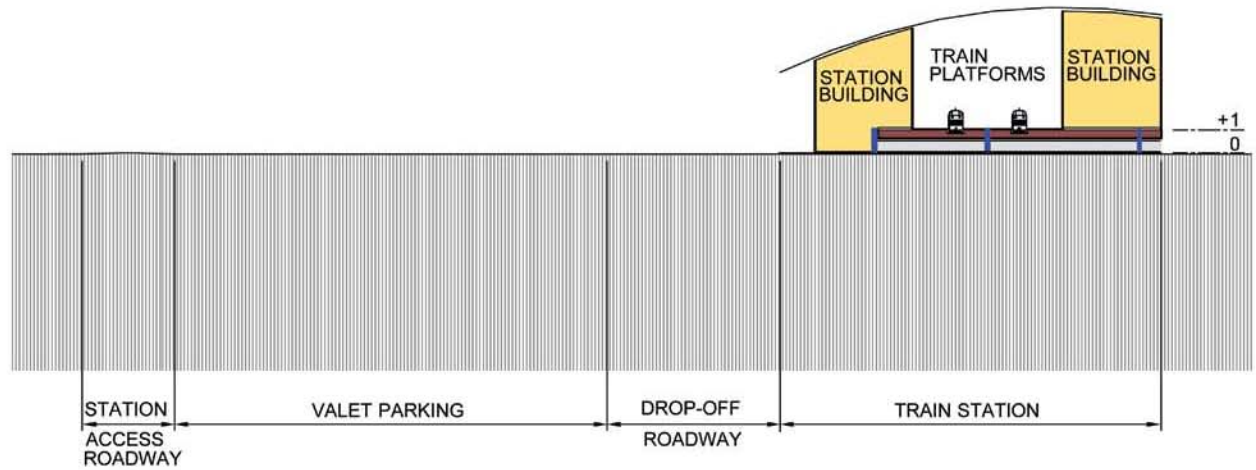 STATION
BUILDING
TRAIN
PLATFORMS
STATION
BUILDING
+1
0
STATION
ACCESS
ROADWAY
VALET PARKING
DROP-OFF
ROADWAY
TRAIN STATION